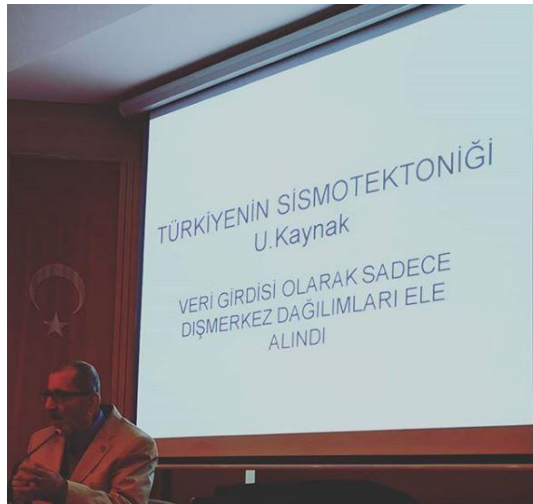 TÜRKİYENİN SİSMOTEKTONİĞİ
U.Kaynak
VERİ GİRDİSİ OLARAK SADECE
DIŞMERKEZ DAĞILIMLARI ELE
ALINDI